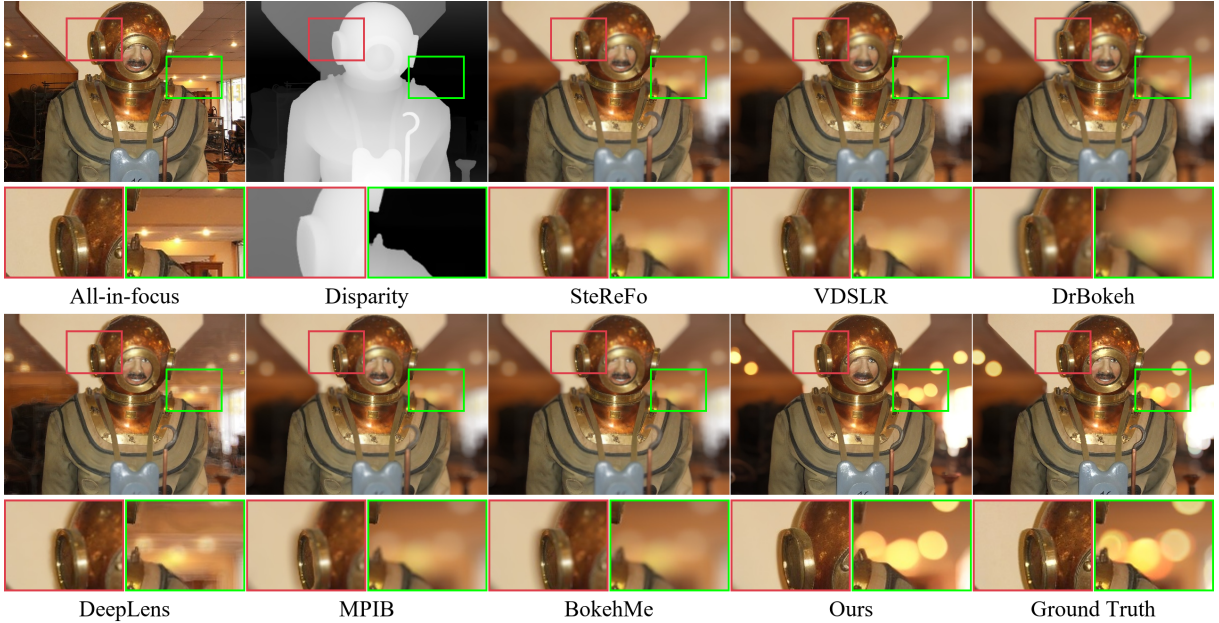 All-in-focus Disparity SteReFo VDSLR DrBokeh
DeepLens MPIB BokehMe Ours Ground Truth